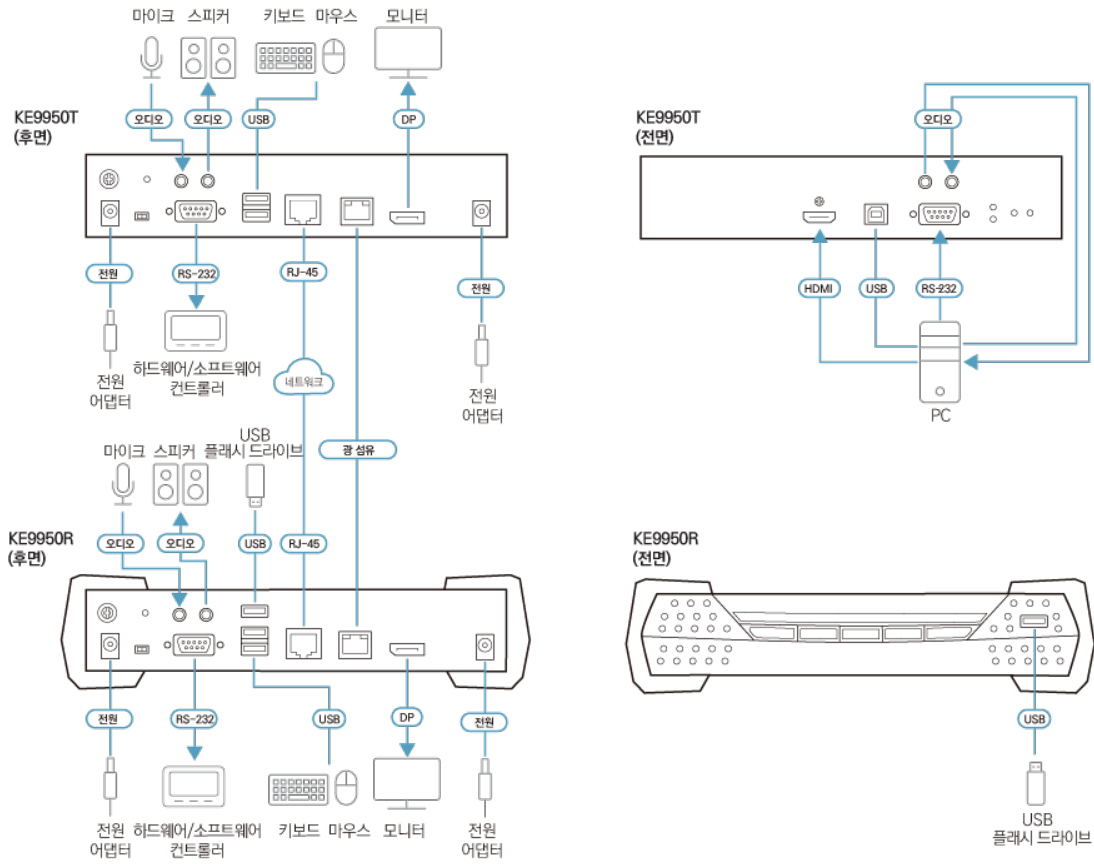 마이크 스피커 키보드 마우스 모니터
KE9950T
(후면)
오디오
오디오
USB
DP
전원
RS-232
RJ-45
전원
전원
어댑터
하드웨어/소프트웨어
컨트롤러
네트워크
전원
어댑터
광 섬유
마이크 스피커
USB
플래시 드라이브
KE9950R
(후면)
오디오
오디오
USB
RJ-45
전원
RS-232
USB
DP
전원
전원
어댑터
하드웨어/소프트웨어
컨트롤러
키보드 마우스 모니터
전원
어댑터
KE9950T
(전면)
오디오
HDMI
USB
RS-232
PC
KE9950R
(전면)
USB
USB
플래시 드라이브